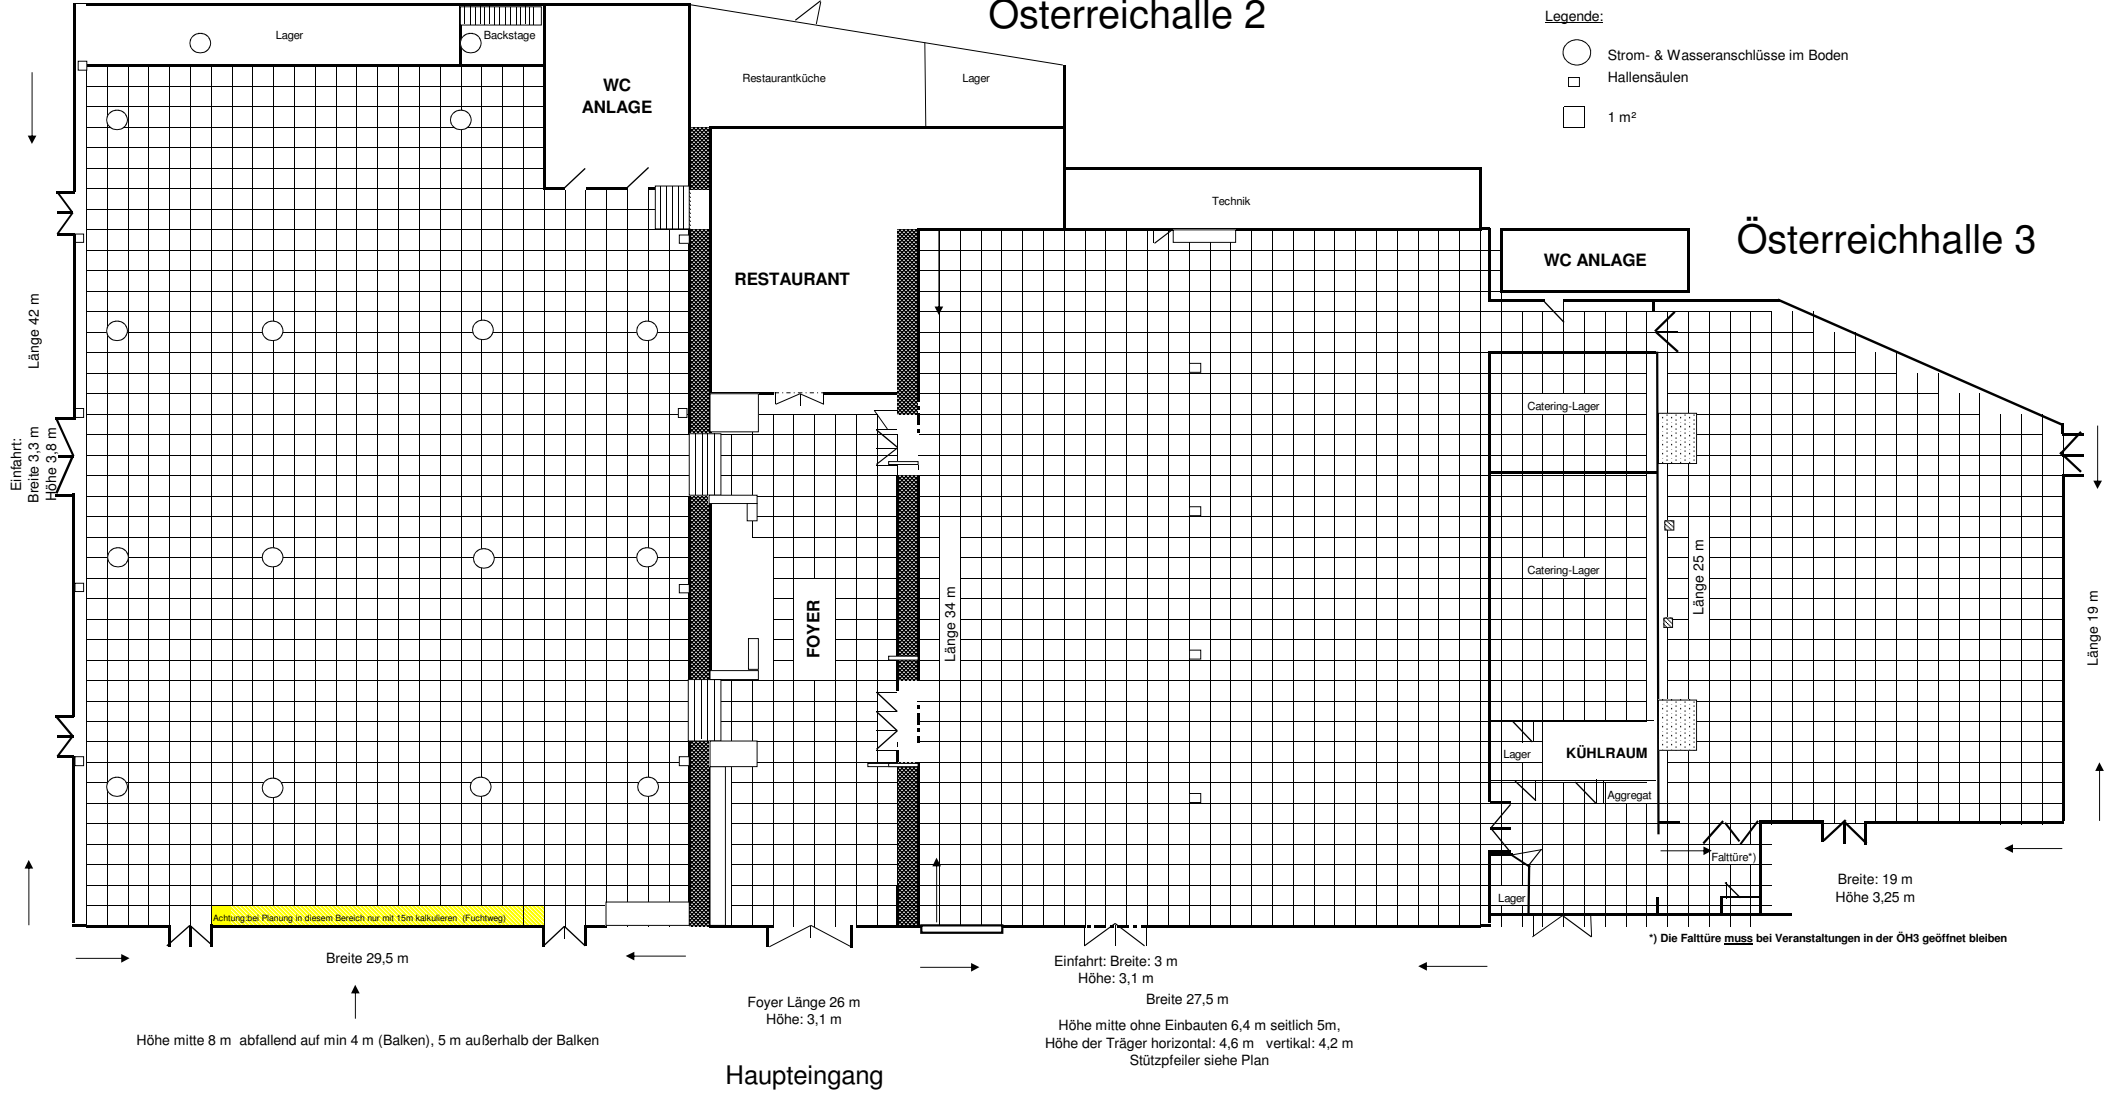 Österreichalle 2
Legende:
Strom- & Wasseranschlüsse im Boden
Hallensäulen
1 m²
Lager
Backstage
WC
ANLAGE
Restaurantküche
Lager
Technik
Österreichhalle 3
WC ANLAGE
RESTAURANT
Länge 42 m
Einfahrt:
Breite 3,3 m
Höhe 3,8 m
Catering-Lager
Catering-Lager
FOYER
Länge 34 m
Länge 25 m
Länge 19 m
Lager
KÜHLRAUM
Aggregat
Falttüre*)
Lager
Breite: 19 m
Höhe 3,25 m
Achtung:bei Planung in diesem Bereich nur mit 15m kalkulieren (Fuchtweg)
*) Die Falttüre muss bei Veranstaltungen in der ÖH3 geöffnet bleiben
Breite 29,5 m
Einfahrt: Breite: 3 m
Höhe: 3,1 m
Breite 27,5 m
Foyer Länge 26 m
Höhe: 3,1 m
Höhe mitte 8 m abfallend auf min 4 m (Balken), 5 m außerhalb der Balken
Höhe mitte ohne Einbauten 6,4 m seitlich 5m,
Höhe der Träger horizontal: 4,6 m vertikal: 4,2 m
Stützpfeiler siehe Plan
Haupteingang